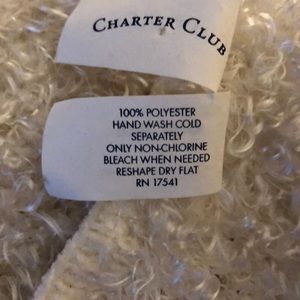 CHARTER CLUB
100% POLYESTER
HAND WASH COLD
SEPARATELY
ONLY NON-CHLORINE
BLEACH WHEN NEEDED
RESHAPE DRY FLAT
RN 17541